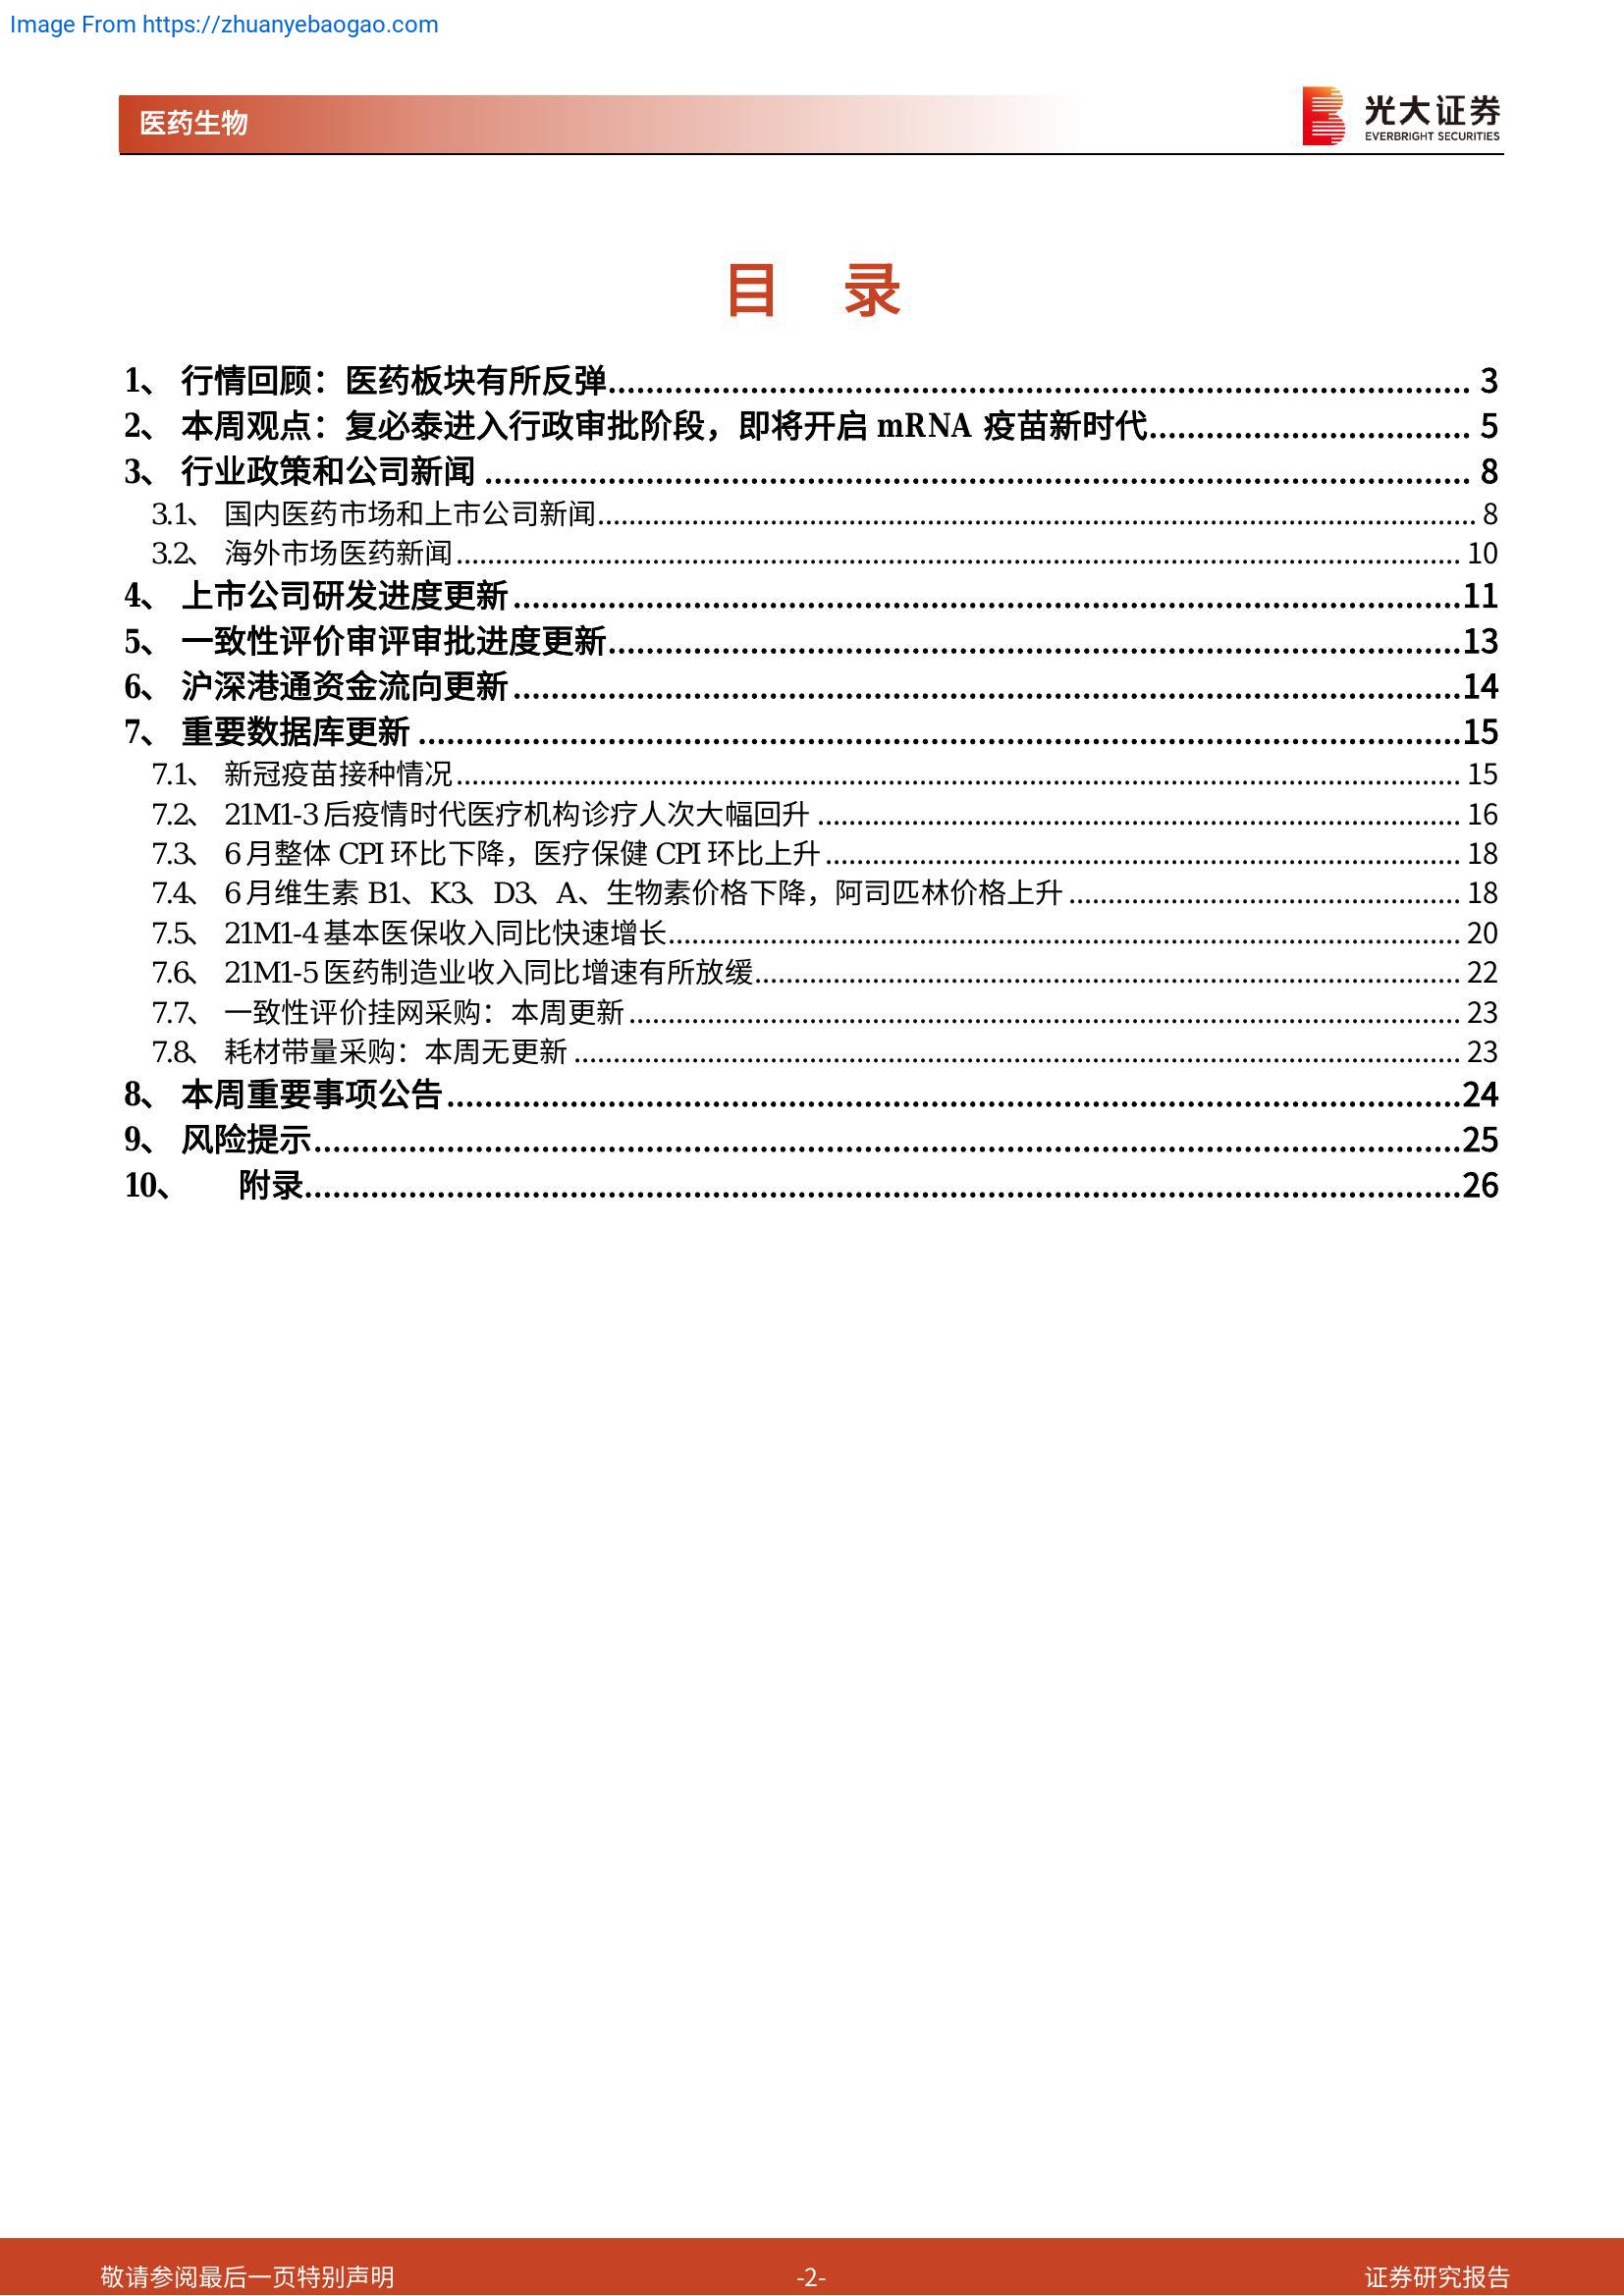 Image From https://zhuanyebaogao.com
医药生物
光大证券
EVERBRIGHT SECURITIES
目 录
1、 行情回顾：医药板块有所反弹 3
2、 本周观点：复必泰进入行政审批阶段，即将开启 mRNA 疫苗新时代 5
3、 行业政策和公司新闻 8
3.1、 国内医药市场和上市公司新闻 8
3.2、 海外市场医药新闻 10
4、 上市公司研发进度更新 11
5、 一致性评价审评审批进度更新 13
6、 沪深港通资金流向更新 14
7、 重要数据库更新 15
7.1、 新冠疫苗接种情况 15
7.2、 21M1-3 后疫情时代医疗机构诊疗人次大幅回升 16
7.3、 6 月整体 CPI 环比下降，医疗保健 CPI 环比上升 18
7.4、 6 月维生素 B1、K3、D3、A、生物素价格下降，阿司匹林价格上升 18
7.5、 21M1-4 基本医保收入同比快速增长 20
7.6、 21M1-5 医药制造业收入同比增速有所放缓 22
7.7、 一致性评价挂网采购：本周更新 23
7.8、 耗材带量采购：本周无更新 23
8、 本周重要事项公告 24
9、 风险提示 25
10、 附录 26
敬请参阅最后一页特别声明 -2- 证券研究报告